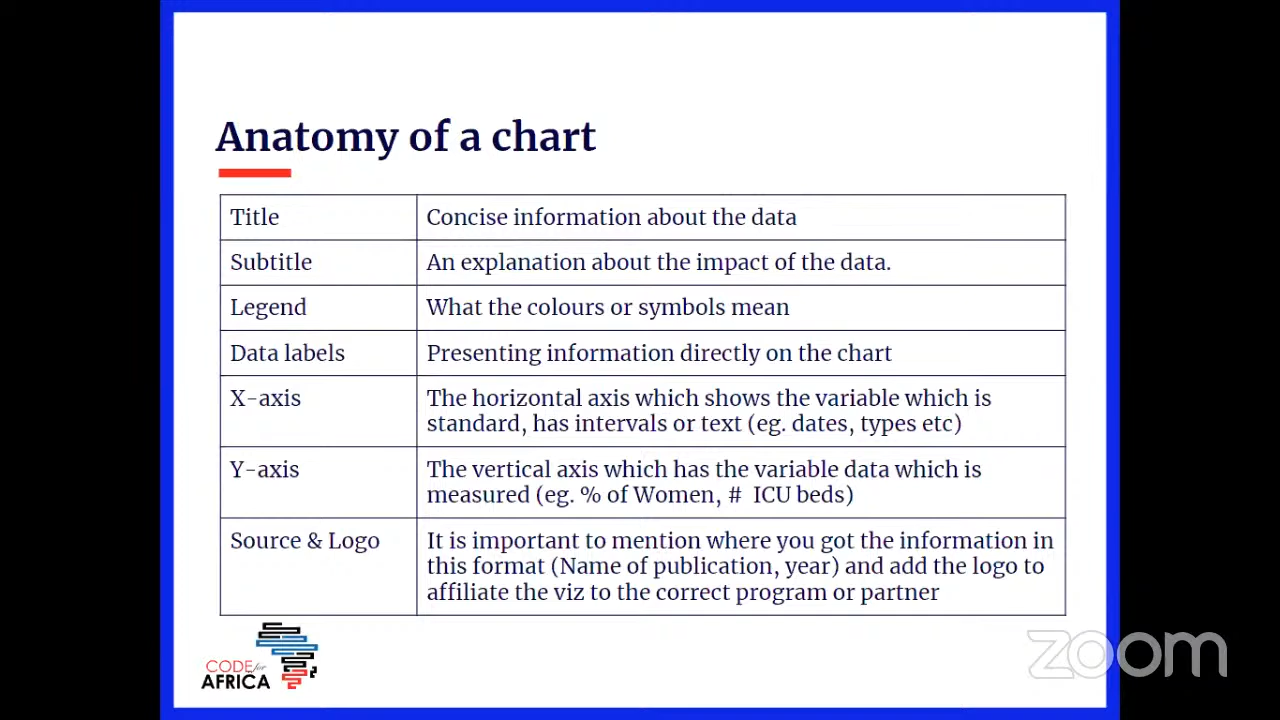 Anatomy of a chart
Title
Concise information about the data
Subtitle
An explanation about the impact of the data.
Legend
What the colours or symbols mean
Data labels
Presenting information directly on the chart
X-axis
The horizontal axis which shows the variable which is
standard, has intervals or text (eg. dates, types etc)
Y-axis
The vertical axis which has the variable data which is
measured (eg. % of Women, # ICU beds)
Source & Logo
It is important to mention where you got the information in
this format (Name of publication, year) and add the logo to
affiliate the viz to the correct program or partner
CODE for
AFRICA
zoom